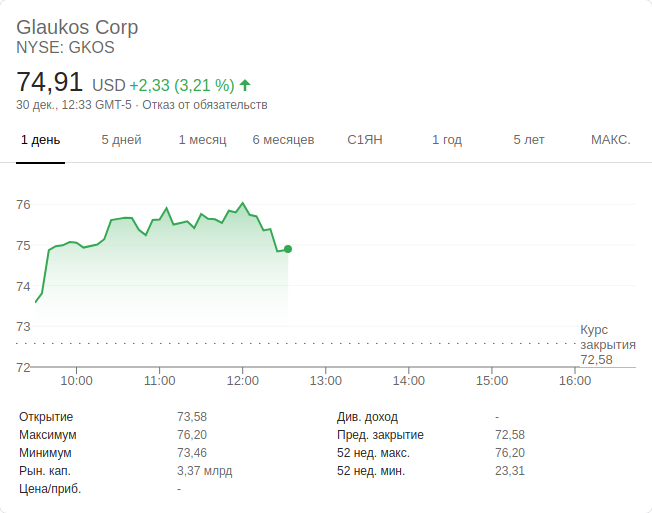 Glaukos Corp
NYSE: GKOS
74,91 USD +2,33 (3,21 %)
30 дек., 12:33 GMT-5 · Отказ от обязательств
1 день 5 дней 1 месяц 6 месяцев С1ЯН 1 год 5 лет МАКС.
76
75
74
73
Курс
закрытия
72,58
72
10:00 11:00 12:00 13:00 14:00 15:00 16:00
Открытие 73,58 Див. доход -
Максимум 76,20 Пред. закрытие 72,58
Минимум 73,46 52 нед. макс. 76,20
Рын. кап. 3,37 млрд 52 нед. мин. 23,31
Цена/приб. -